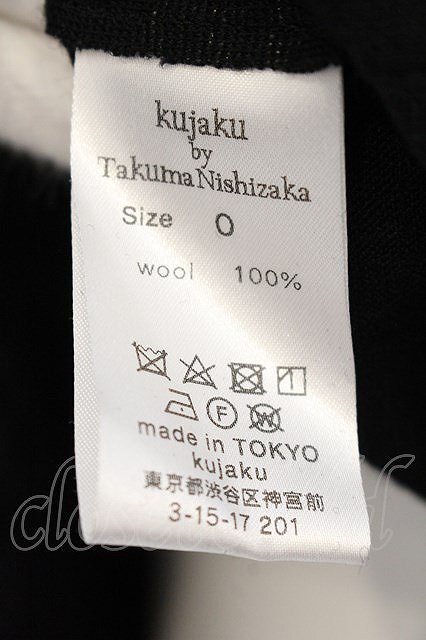 kujaku
by
Takuma Nishizaka
Size 0
wool 100%
F W
made in TOKYO
kujaku
東京都渋谷区神宮前
3-15-17 201